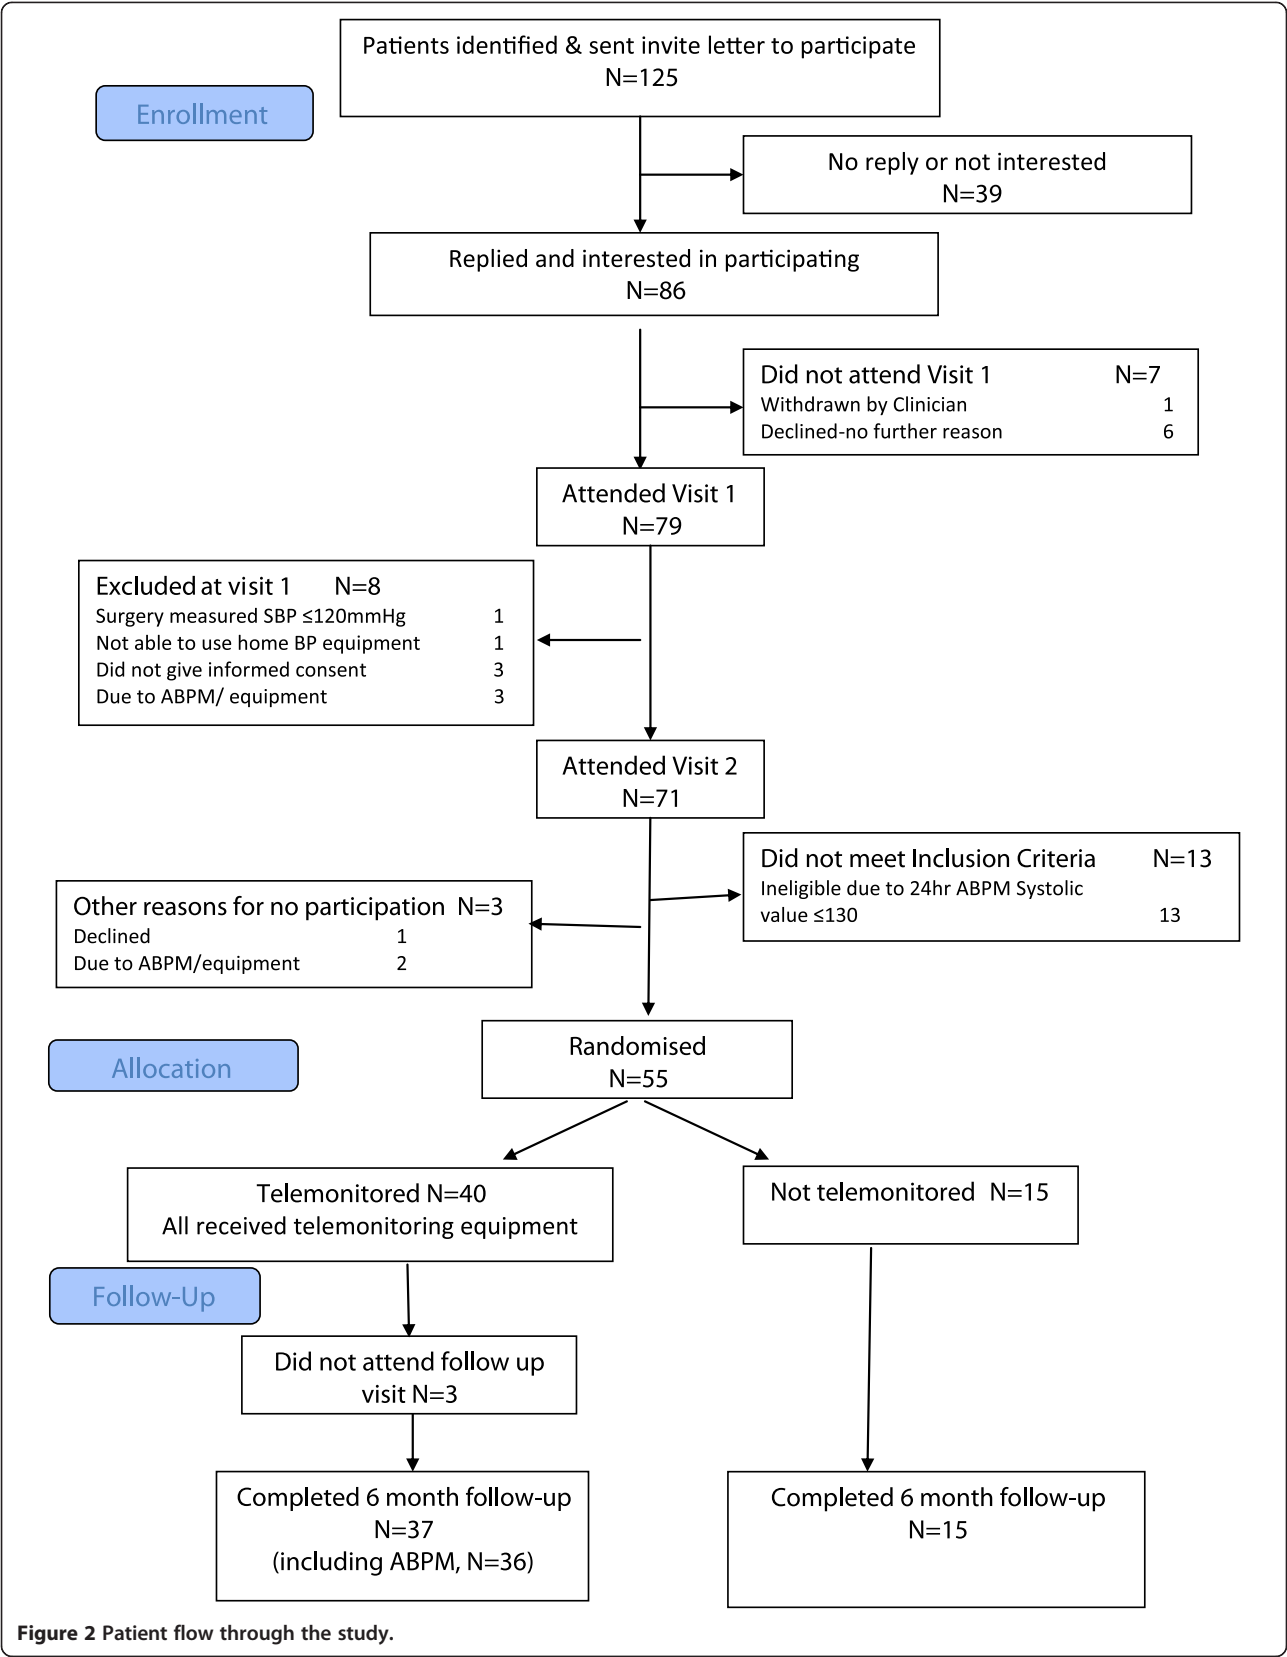 Patients identified & sent invite letter to participate
N=125
Enrollment
No reply or not interested
N=39
Replied and interested in participating
N=86
Did not attend Visit 1 N=7
Withdrawn by Clinician 1
Declined-no further reason 6
Attended Visit 1
N=79
Excluded at visit 1 N=8
Surgery measured SBP ≤120mmHg 1
Not able to use home BP equipment 1
Did not give informed consent 3
Due to ABPM/ equipment 3
Attended Visit 2
N=71
Did not meet Inclusion Criteria N=13
Ineligible due to 24hr ABPM Systolic
value ≤130 13
Other reasons for no participation N=3
Declined 1
Due to ABPM/equipment 2
Randomised
N=55
Allocation
Telemonitored N=40
All received telemonitoring equipment
Not telemonitored N=15
Follow-Up
Did not attend follow up
visit N=3
Completed 6 month follow-up
N=37
(including ABPM, N=36)
Completed 6 month follow-up
N=15
Figure 2 Patient flow through the study.